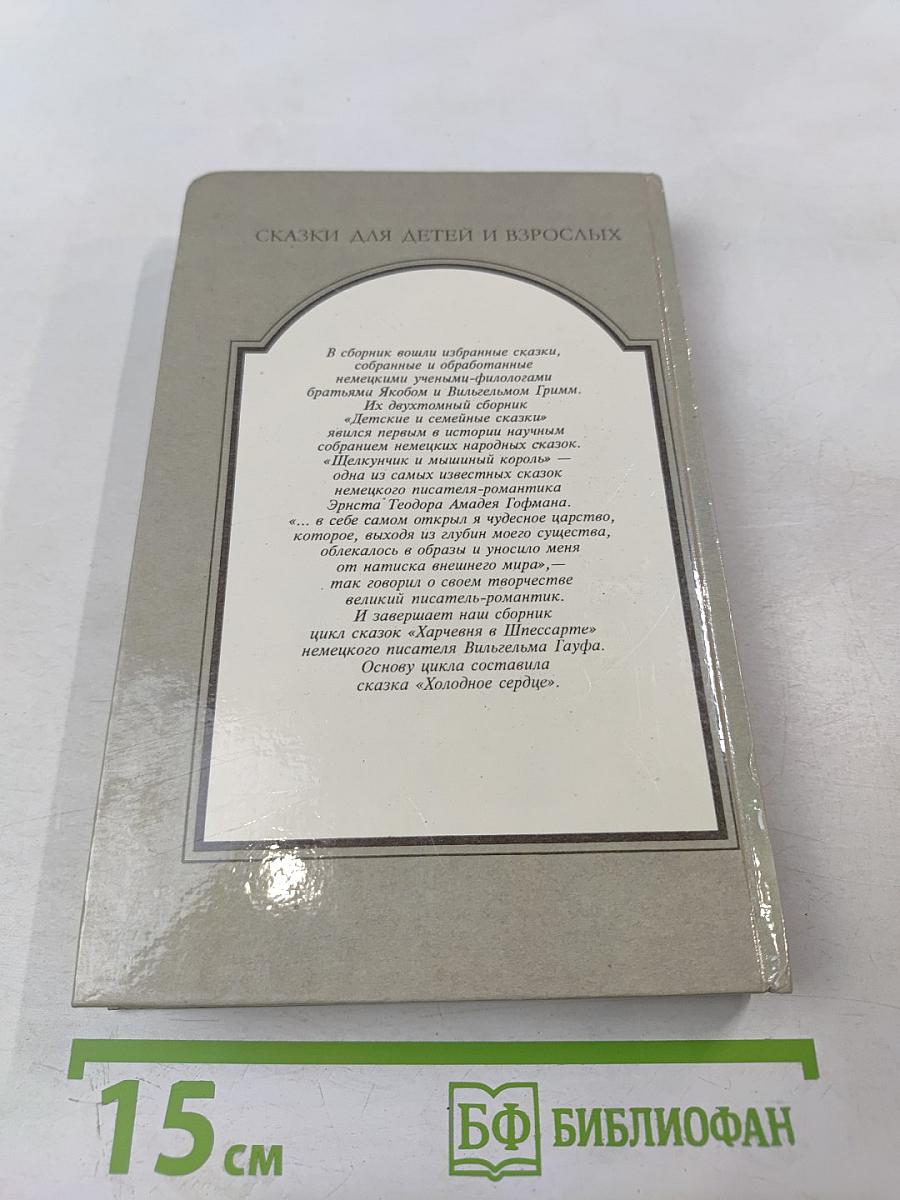 СКАЗКИ ДЛЯ ДЕТЕЙ И ВЗРОСЛЫХ
В сборник вошли избранные сказки,
собранные и обработанные
немецкими учеными-филологами
братьями Якобом и Вильгельмом Гримм.
Их двухтомный сборник
«Детские и семейные сказки»
явился первым в истории научным
собранием немецких народных сказок.
«Щелкунчик и мышиный король» —
одна из самых известных сказок
немецкого писателя-романтика
Эрнста Теодора Амадея Гофмана.
«... в себе самом открыл я чудесное царство,
которое, выходя из глубин моего существа,
облекалось в образы и уносило меня
от натиска внешнего мира»,—
так говорил о своем творчестве
великий писатель-романтик.
И завершает наш сборник
цикл сказок «Харчевня в Шпессарте»
немецкого писателя Вильгельма Гауфа.
Основу цикла составила
сказка «Холодное сердце».
15 см
БФ БИБЛИОФАН